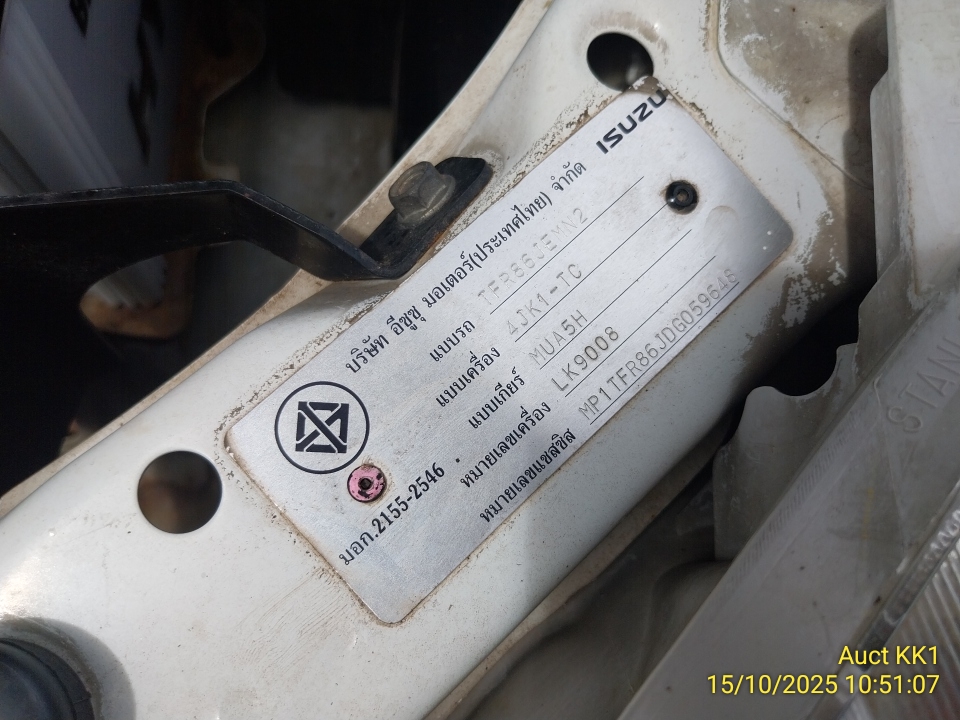 ISUZU
บริษัท อีซูซุ มอเตอร์(ประเทศไทย) จำกัด
แบบรถ TFR86JEMN2
แบบเครื่อง 4JK1-TC
แบบเกียร์ MUA5H
หมายเลขเครื่อง LK9008
หมายเลขแชสซิส MP1TFR86JDG059646
มอก.2155-2546
Auct KK1
15/10/2025 10:51:07